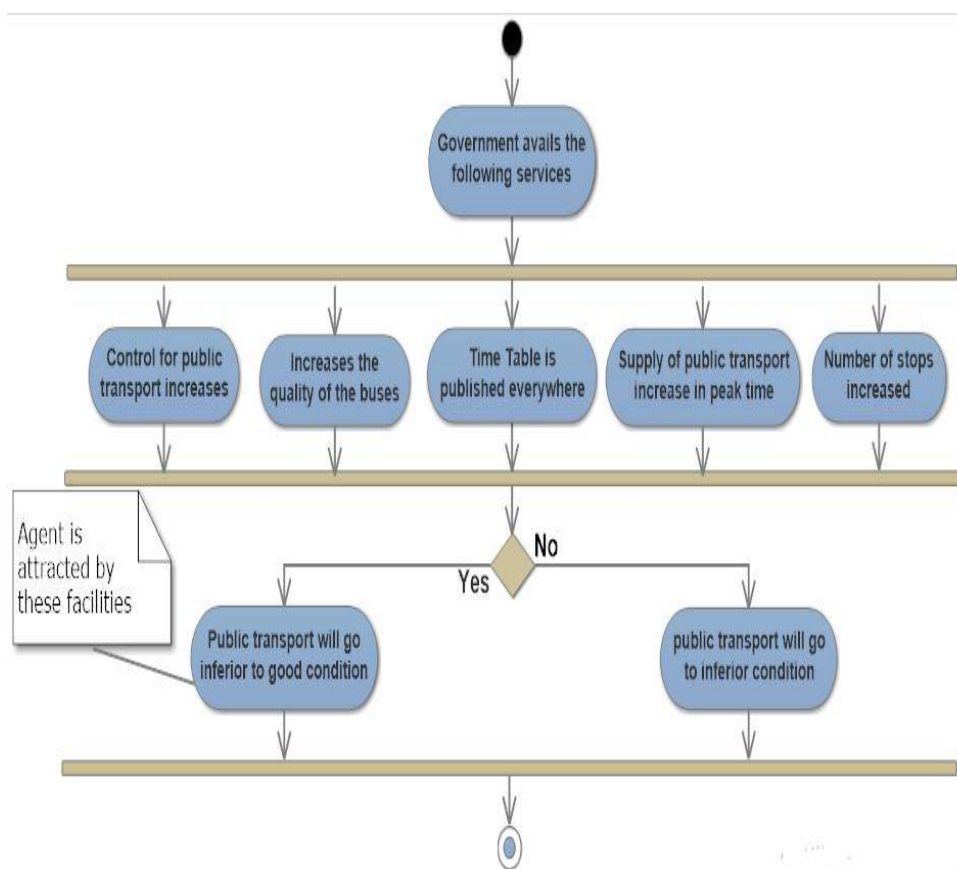 Government avails the
following services
Control for public
transport increases
Increases the
quality of the buses
Time Table is
published everywhere
Supply of public transport
increase in peak time
Number of stops
increased
Agent is
attracted by
these facilities
No
Yes
Public transport will go
inferior to good condition
public transport will go
to inferior condition